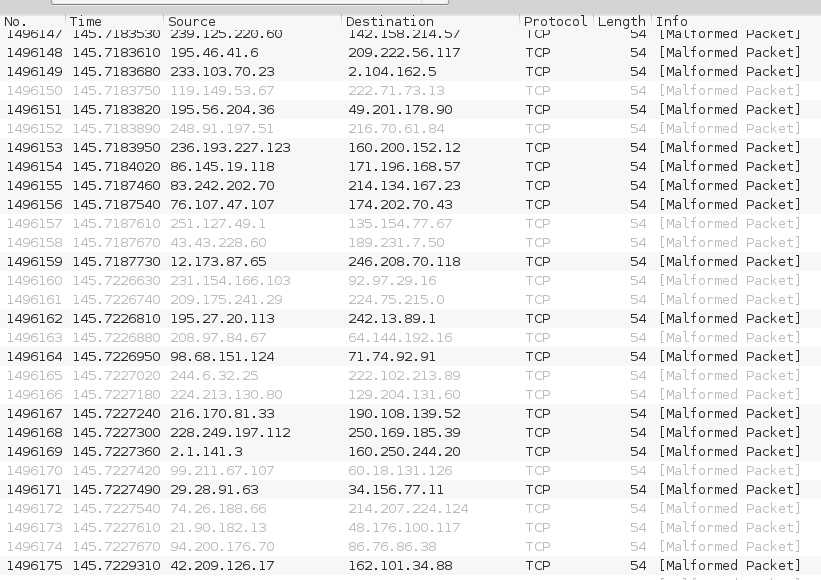 No. Time Source Destination Protocol Length Info
1496147 145.7183530 239.125.220.60 142.158.214.57 TCP 54 [Malformed Packet]
1496148 145.7183610 195.46.41.6 209.222.56.117 TCP 54 [Malformed Packet]
1496149 145.7183680 233.103.70.23 2.104.162.5 TCP 54 [Malformed Packet]
1496150 145.7183750 119.149.53.67 222.71.73.13 TCP 54 [Malformed Packet]
1496151 145.7183820 195.56.204.36 49.201.178.90 TCP 54 [Malformed Packet]
1496152 145.7183890 248.91.197.51 216.70.61.84 TCP 54 [Malformed Packet]
1496153 145.7183950 236.193.227.123 160.200.152.12 TCP 54 [Malformed Packet]
1496154 145.7184020 86.145.19.118 171.196.168.57 TCP 54 [Malformed Packet]
1496155 145.7187460 83.242.202.70 214.134.167.23 TCP 54 [Malformed Packet]
1496156 145.7187540 76.107.47.107 174.202.70.43 TCP 54 [Malformed Packet]
1496157 145.7187610 251.127.49.1 135.154.77.67 TCP 54 [Malformed Packet]
1496158 145.7187670 43.43.228.60 189.231.7.50 TCP 54 [Malformed Packet]
1496159 145.7187730 12.173.87.65 246.208.70.118 TCP 54 [Malformed Packet]
1496160 145.7226630 231.154.166.103 92.97.29.16 TCP 54 [Malformed Packet]
1496161 145.7226740 209.175.241.29 224.75.215.0 TCP 54 [Malformed Packet]
1496162 145.7226810 195.27.20.113 242.13.89.1 TCP 54 [Malformed Packet]
1496163 145.7226880 208.97.84.67 64.144.192.16 TCP 54 [Malformed Packet]
1496164 145.7226950 98.68.151.124 71.74.92.91 TCP 54 [Malformed Packet]
1496165 145.7227020 244.6.32.25 222.102.213.89 TCP 54 [Malformed Packet]
1496166 145.7227180 224.213.130.80 129.204.131.60 TCP 54 [Malformed Packet]
1496167 145.7227240 216.170.81.33 190.108.139.52 TCP 54 [Malformed Packet]
1496168 145.7227300 228.249.197.112 250.169.185.39 TCP 54 [Malformed Packet]
1496169 145.7227360 2.1.141.3 160.250.244.20 TCP 54 [Malformed Packet]
1496170 145.7227420 99.211.67.107 60.18.131.126 TCP 54 [Malformed Packet]
1496171 145.7227490 29.28.91.63 34.156.77.11 TCP 54 [Malformed Packet]
1496172 145.7227540 74.26.188.66 214.207.224.124 TCP 54 [Malformed Packet]
1496173 145.7227610 21.90.182.13 48.176.100.117 TCP 54 [Malformed Packet]
1496174 145.7227670 94.200.176.70 86.76.86.38 TCP 54 [Malformed Packet]
1496175 145.7229310 42.209.126.17 162.101.34.88 TCP 54 [Malformed Packet]